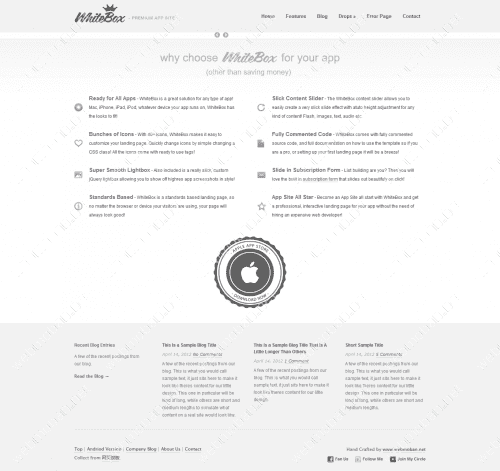 WhiteBox - PREMIUM APP SITE
Home Features Blog Drops Error Page Contact
why choose WhiteBox for your app
(other than saving money)
Ready for All Apps - WhiteBox is a great solution for any type of app!
Mac, iPhone, iPad, iPod, whatever device your app runs on, WhiteBox has
the looks to fit!
Slick Content Slider - The WhiteBox content slider allows you to
easily create a very slick slide effect with auto height adjustment for any
kind of content! Flash, images, text, audio etc.
Bunches of Icons - With 40+ icons, WhiteBox makes it easy to
customize your landing page. Quickly change icons by simple changing a
CSS class! All the icons come with ready to use tags!
Fully Commented Code - WhiteBox comes with fully commented
source code, and full documentation on how to use the template so if you
are a pro, or setting up your first landing page it will be a breeze!
Super Smooth Lightbox - Also included is a really slick, custom
jQuery lightbox allowing you to show off highres app screenshots in style!
Slide in Subscription Form - List building are you? Then you will
love the built in subscription form that slides out beautifully on click!
Standards Based - WhiteBox is a standards based landing page, so
no matter the browser or device your visitors are using, your page will
always look good!
App Site All Star - Become an App Site all start with WhiteBox and get
a professional, interactive landing page for your app without the need of
hiring an expensive web developer!
APPLE APP STORE
DOWNLOAD NOW
Recent Blog Entries
A few of the recent postings from
our blog.
Read the Blog →
This is a Sample Blog Title
April 16, 2012 No Comments
A few of the recent postings from our
blog. This is what you would call
sample text, it just sits here to make it
look like theres content for our little
design. This one in particular will be
kind of long, while others are short and
medium lengths, to simulate what
content on a real site would look like.
This is a Sample Blog Title That is A
Little Longer Than Others
April 16, 2012 1 Comment
A few of the recent postings from our
blog. This is what you would call
sample text, it just sits here to make it
look like theres content for our little
design.
Short Sample Title
April 16, 2012 5 Comments
A few of the recent postings from our
blog. This is what you would call
sample text, it just sits here to make it
look like theres content for our little
design. This one in particular will be
kind of long, while others are short and
medium lengths.
Top | Android Version | Company Blog | About Us | Contact
Collect from
Hand Crafted by
Fan Us Follow Me Join My Circle